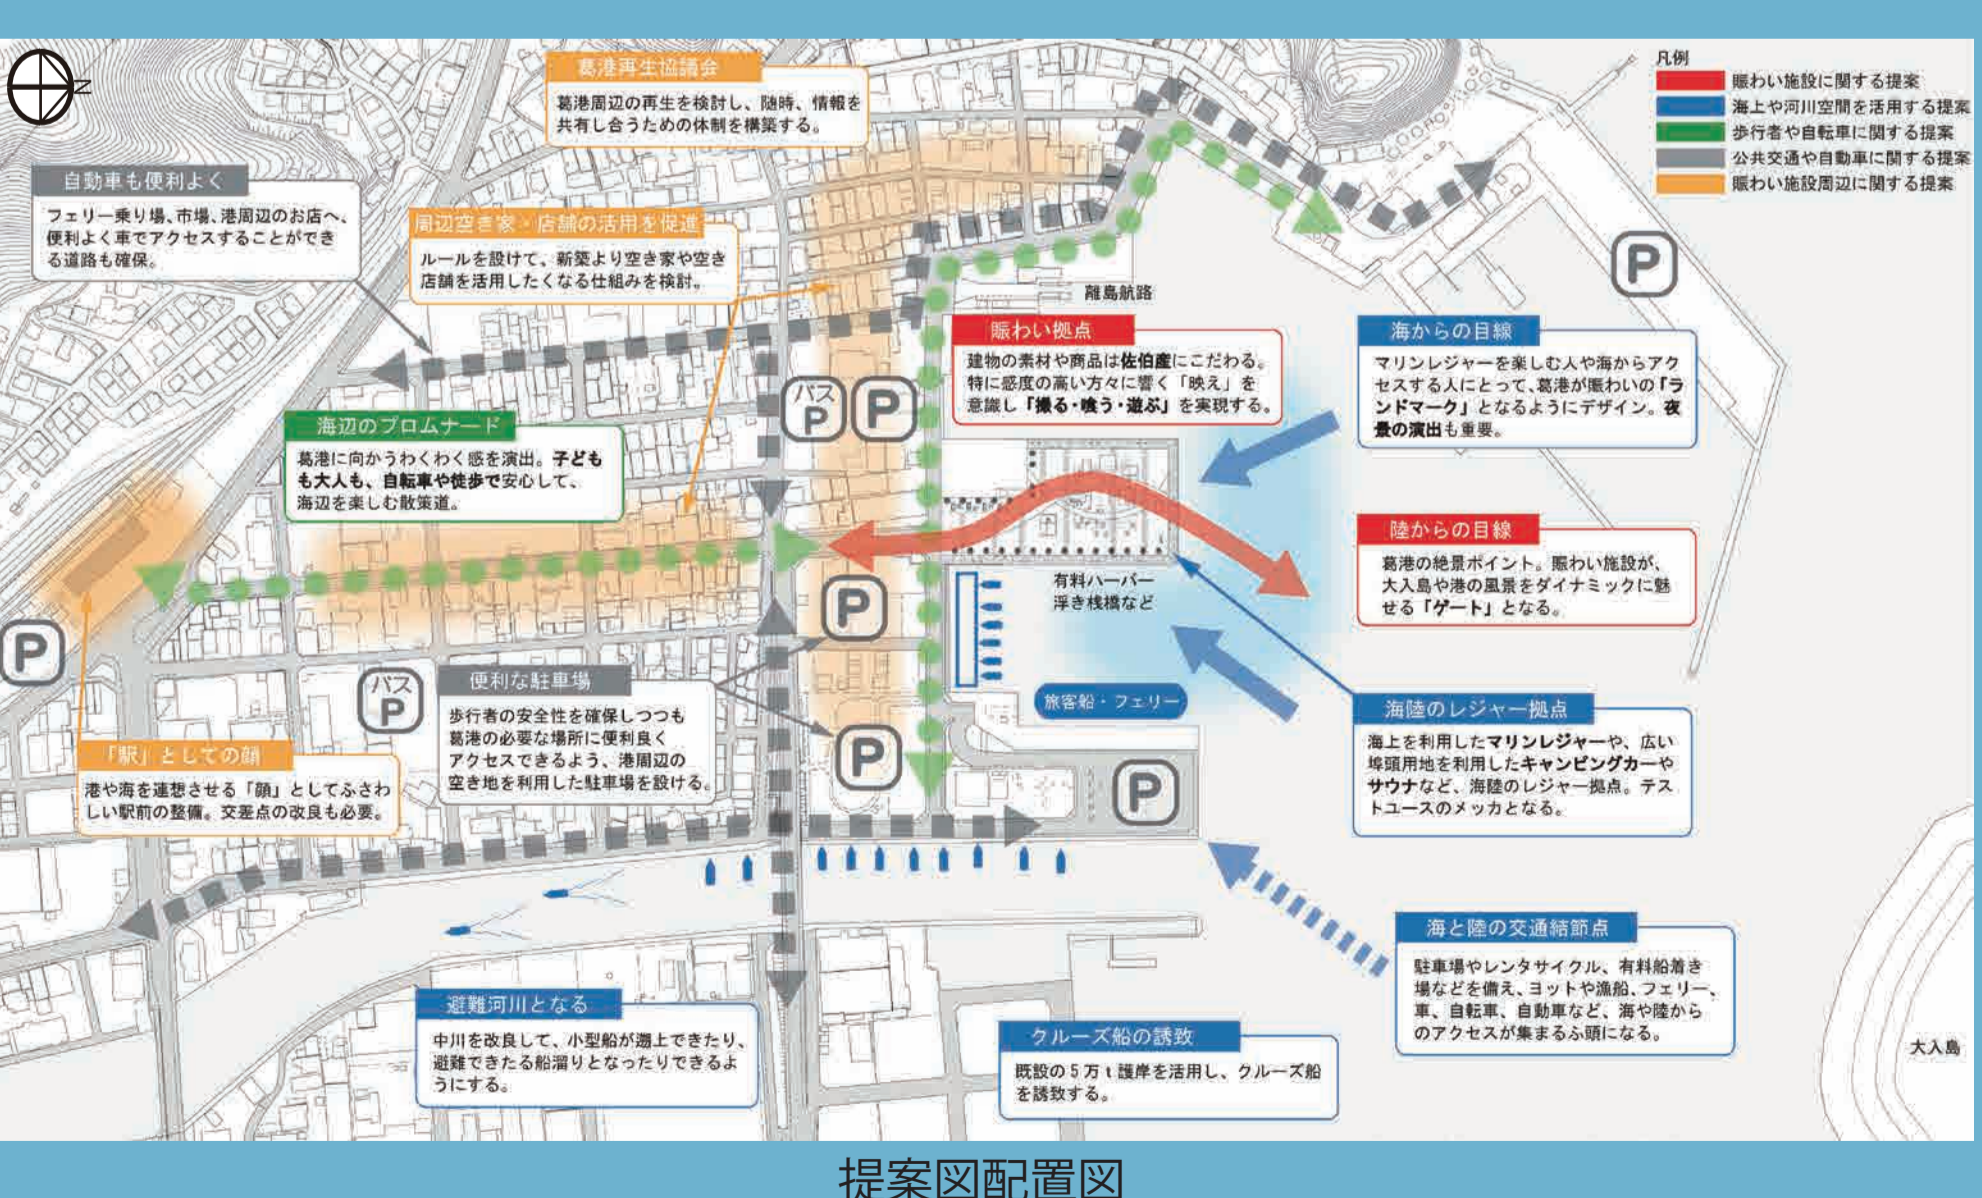 N
葛港再生協議会
葛港周辺の再生を検討し、随時、情報を
共有し合うための体制を構築する。
凡例
賑わい施設に関する提案
海上や河川空間を活用する提案
歩行者や自転車に関する提案
公共交通や自動車に関する提案
賑わい施設周辺に関する提案
自動車も便利よく
フェリー乗り場、市場、港周辺のお店へ、
便利よく車でアクセスすることができ
る道路も確保。
周辺空き家・店舗の活用を促進
ルールを設けて、新築より空き家や空き
店舗を活用したくなる仕組みを検討。
P
離島航路
賑わい拠点
建物の素材や商品は佐伯産にこだわる。
特に感度の高い方々に響く「映え」を
意識し「撮る・喰う・遊ぶ」を実現する。
海からの目線
マリンレジャーを楽しむ人や海からアク
セスする人にとって、葛港が賑わいの「ラ
ンドマーク」となるようにデザイン。夜
景の演出も重要。
バス
P
P
海辺のプロムナード
葛港に向かうわくわく感を演出。子ども
も大人も、自転車や徒歩で安心して、
海辺を楽しむ散策道。
陸からの目線
葛港の絶景ポイント。賑わい施設が、
大入島や港の風景をダイナミックに魅
せる「ゲート」となる。
有料ハーバー
浮き桟橋など
P
P
バス
P
便利な駐車場
歩行者の安全性を確保しつつも
葛港の必要な場所に便利良く
アクセスできるよう、港周辺の
空き地を利用した駐車場を設ける。
旅客船・フェリー
海陸のレジャー拠点
海上を利用したマリンレジャーや、広い
埠頭用地を利用したキャンピングカーや
サウナなど、海陸のレジャー拠点。テス
トユースのメッカとなる。
「駅」としての顔
港や海を連想させる「顔」としてふさわ
しい駅前の整備。交差点の改良も必要。
P
P
海と陸の交通結節点
駐車場やレンタサイクル、有料船着き
場などを備え、ヨットや漁船、フェリー、
車、自転車、自動車など、海や陸から
のアクセスが集まるふ頭になる。
避難河川となる
中川を改良して、小型船が遡上できたり、
避難できたる船溜りとなったりできるよ
うにする。
クルーズ船の誘致
既設の5万t護岸を活用し、クルーズ船
を誘致する。
大入島
提案図配置図